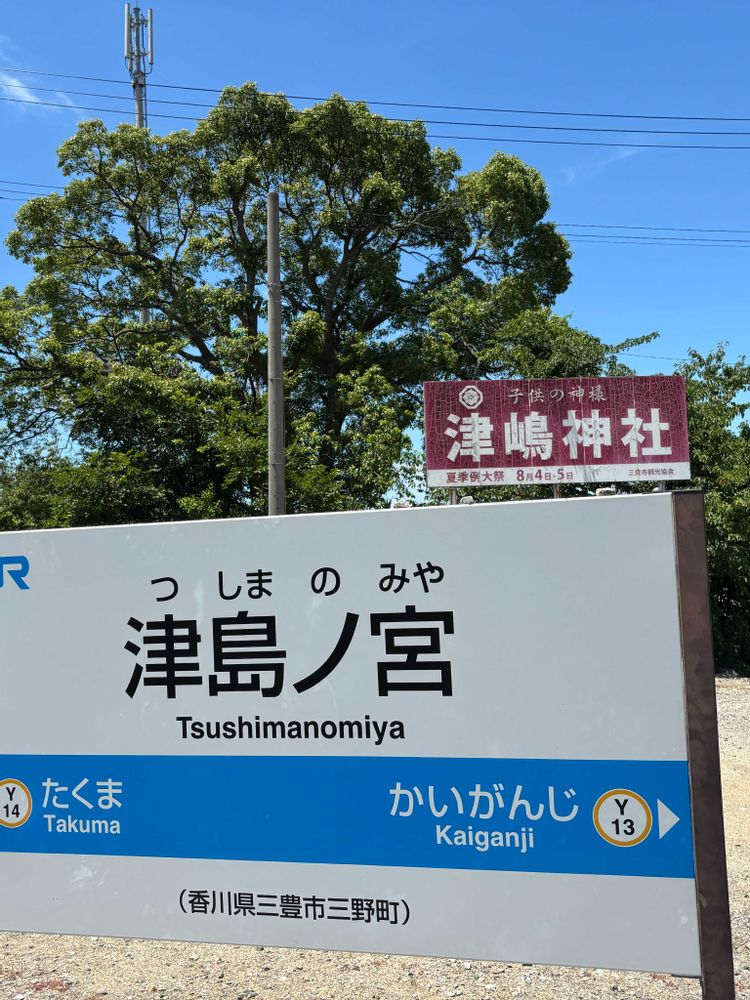 子供の神様
津嶋神社
夏季例大祭 8月4日・5日 三豊市観光協会
JR
つ しま の みや
津島ノ宮
Tsushimanomiya
Y 14 たくま Takuma
かいがんじ Kaiganji Y 13
(香川県三豊市三野町)